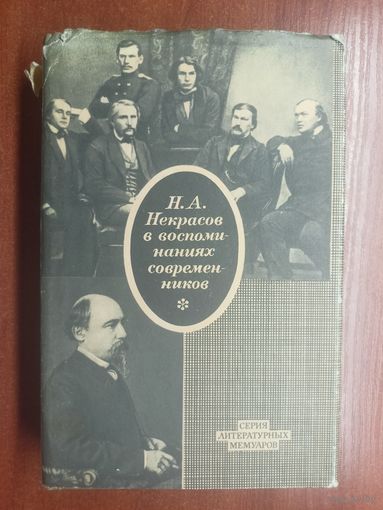 Н. А.
Некрасов
в воспоми-
наниях
современ-
ников
СЕРИЯ
ЛИТЕРАТУРНЫХ
МЕМУАРОВ